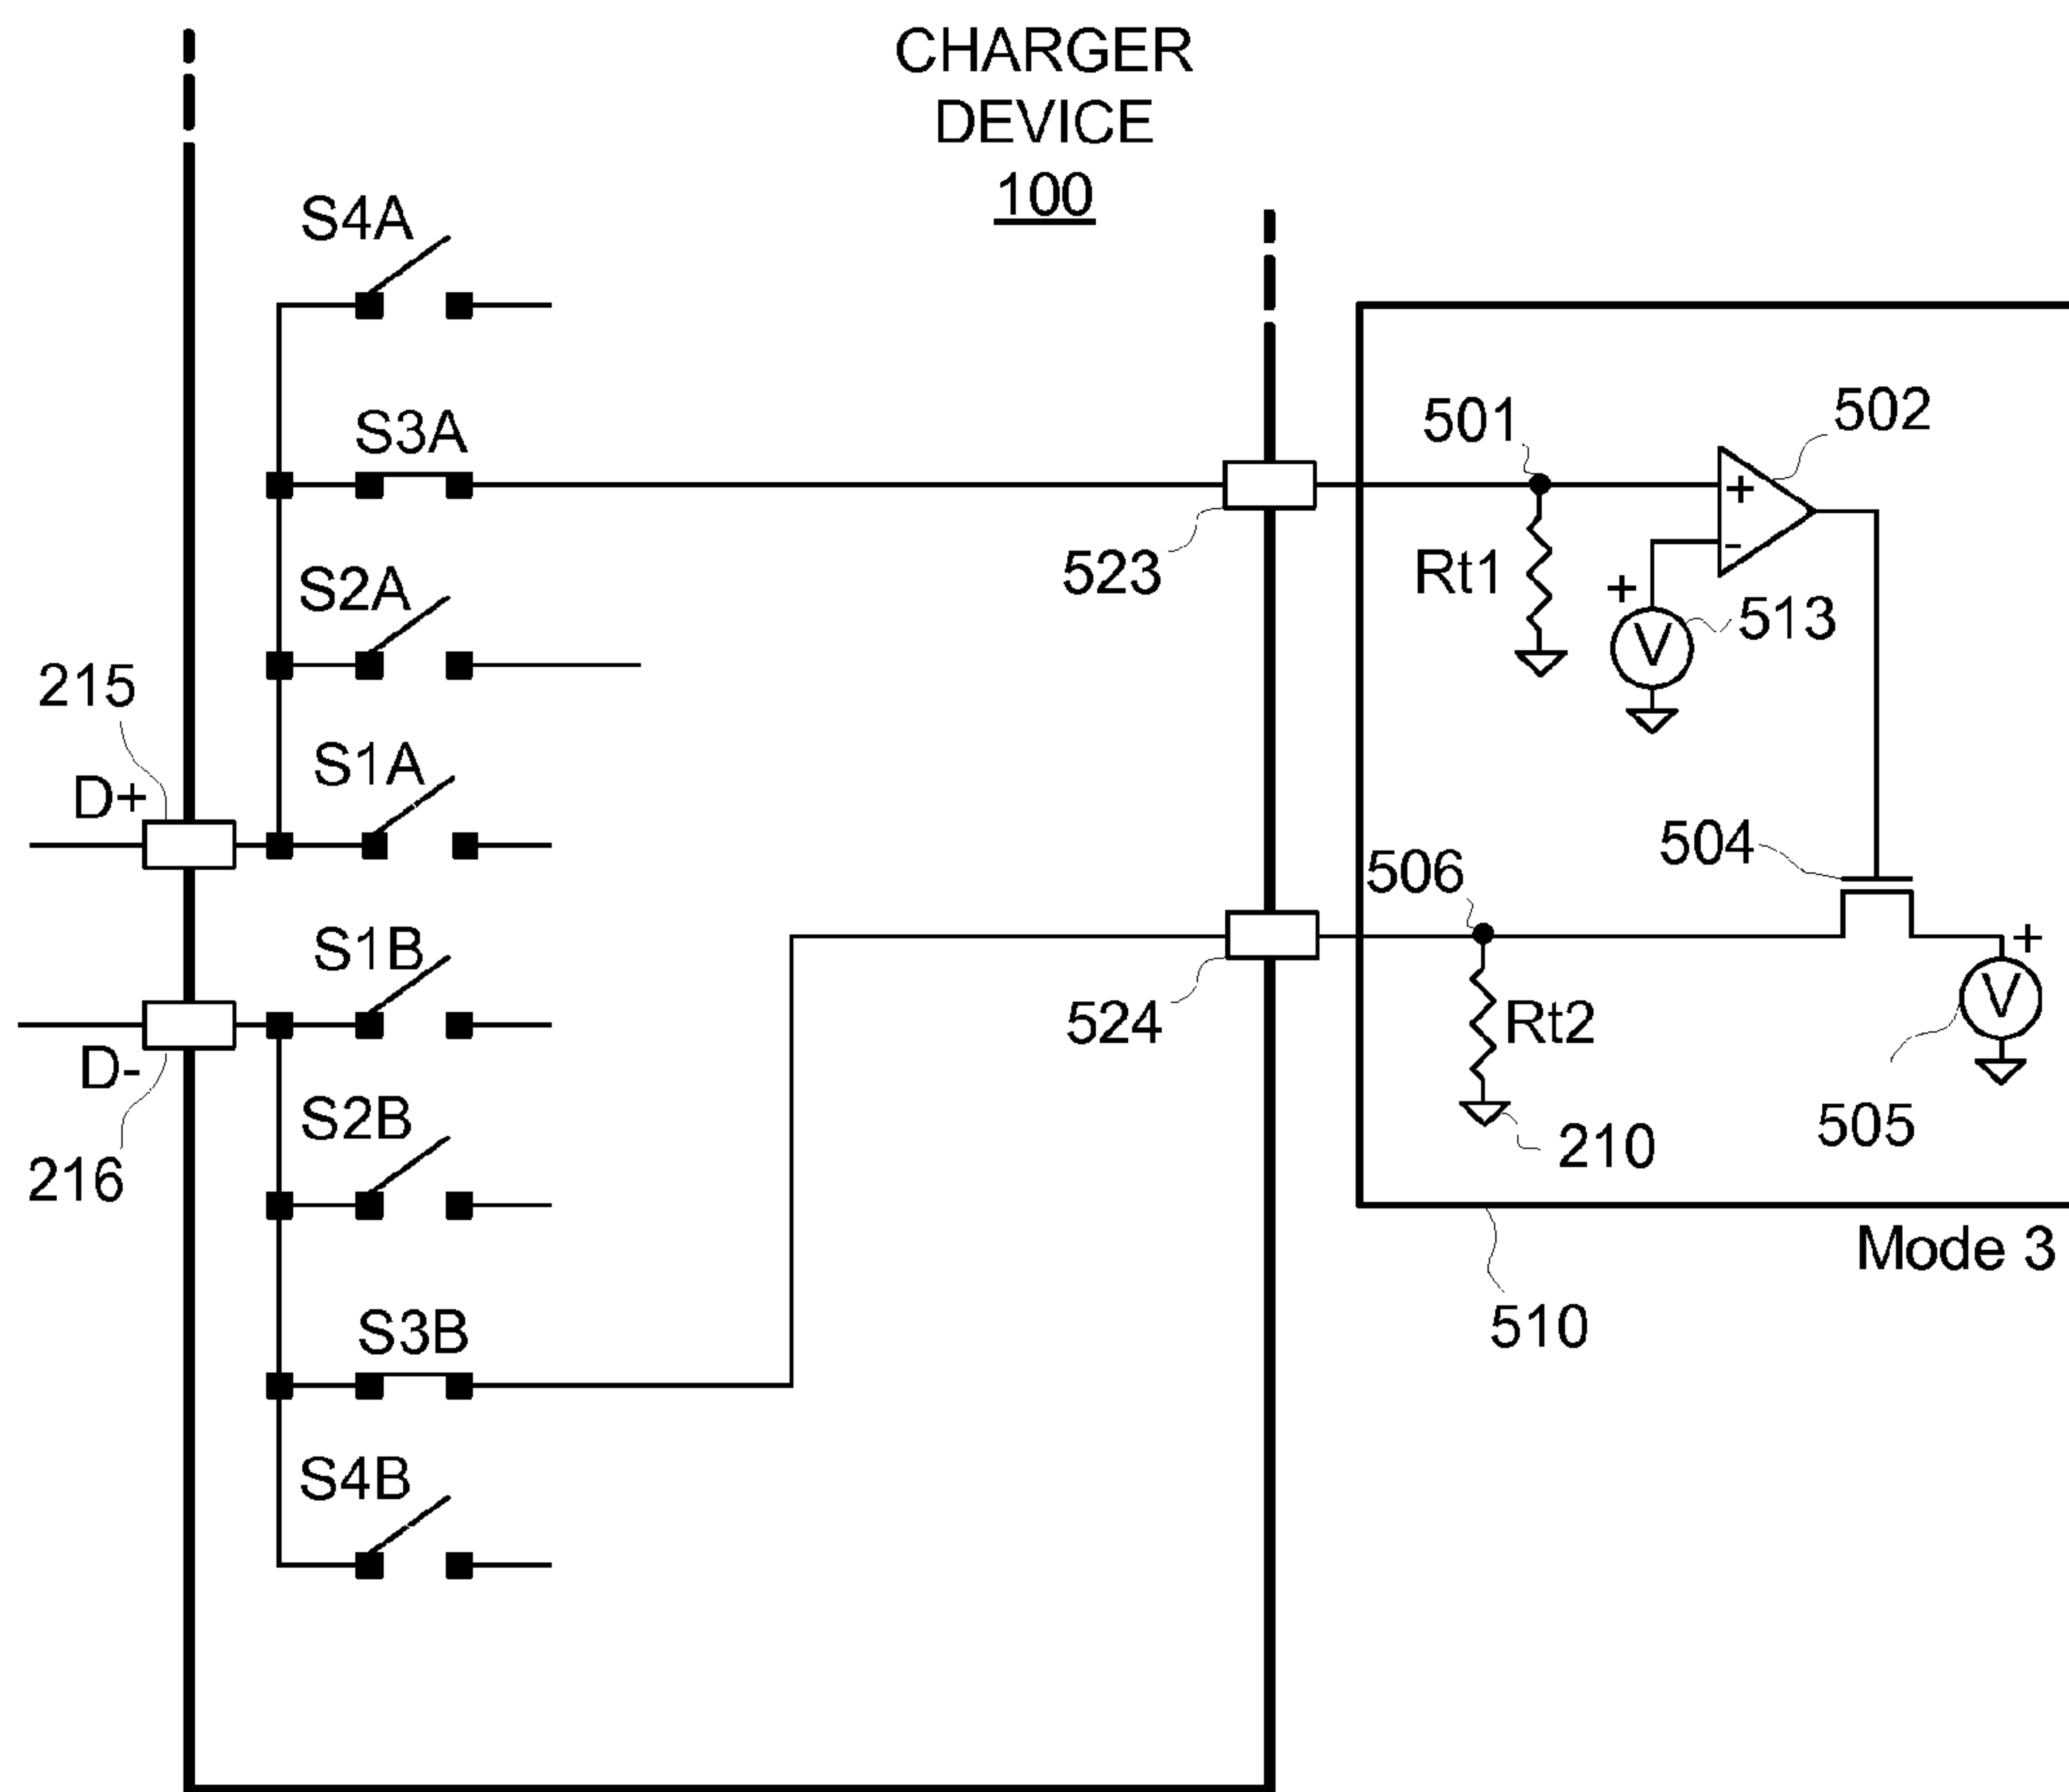 CHARGER
DEVICE
100
S4A
S3A
501
502
+
-
523
Rt1
S2A
+
V
513
215
S1A
D+
504
506
S1B
+
V
524
Rt2
D-
S2B
216
210
505
Mode 3
S3B
510
S4B